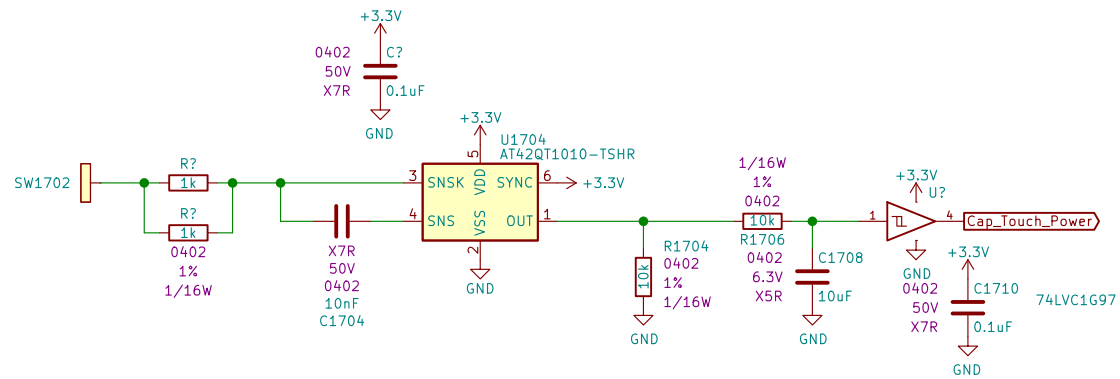 +3.3V
0402
50V
X7R
C?
0.1uF
GND
+3.3V
U1704
AT42QT1010-TSHR
SW1702
R?
1k
R?
1k
0402
1%
1/16W
X7R
50V
0402
10nF
C1704
3
4
5
2
6
1
SNSK
SNS
VDD
VSS
SYNC
OUT
GND
+3.3V
10k
R1704
0402
1%
1/16W
GND
1/16W
1%
0402
10k
R1706
0402
6.3V
X5R
C1708
10uF
GND
+3.3V
U?
1
4
Cap_Touch_Power
GND
0402
50V
X7R
+3.3V
C1710
0.1uF
GND
74LVC1G97